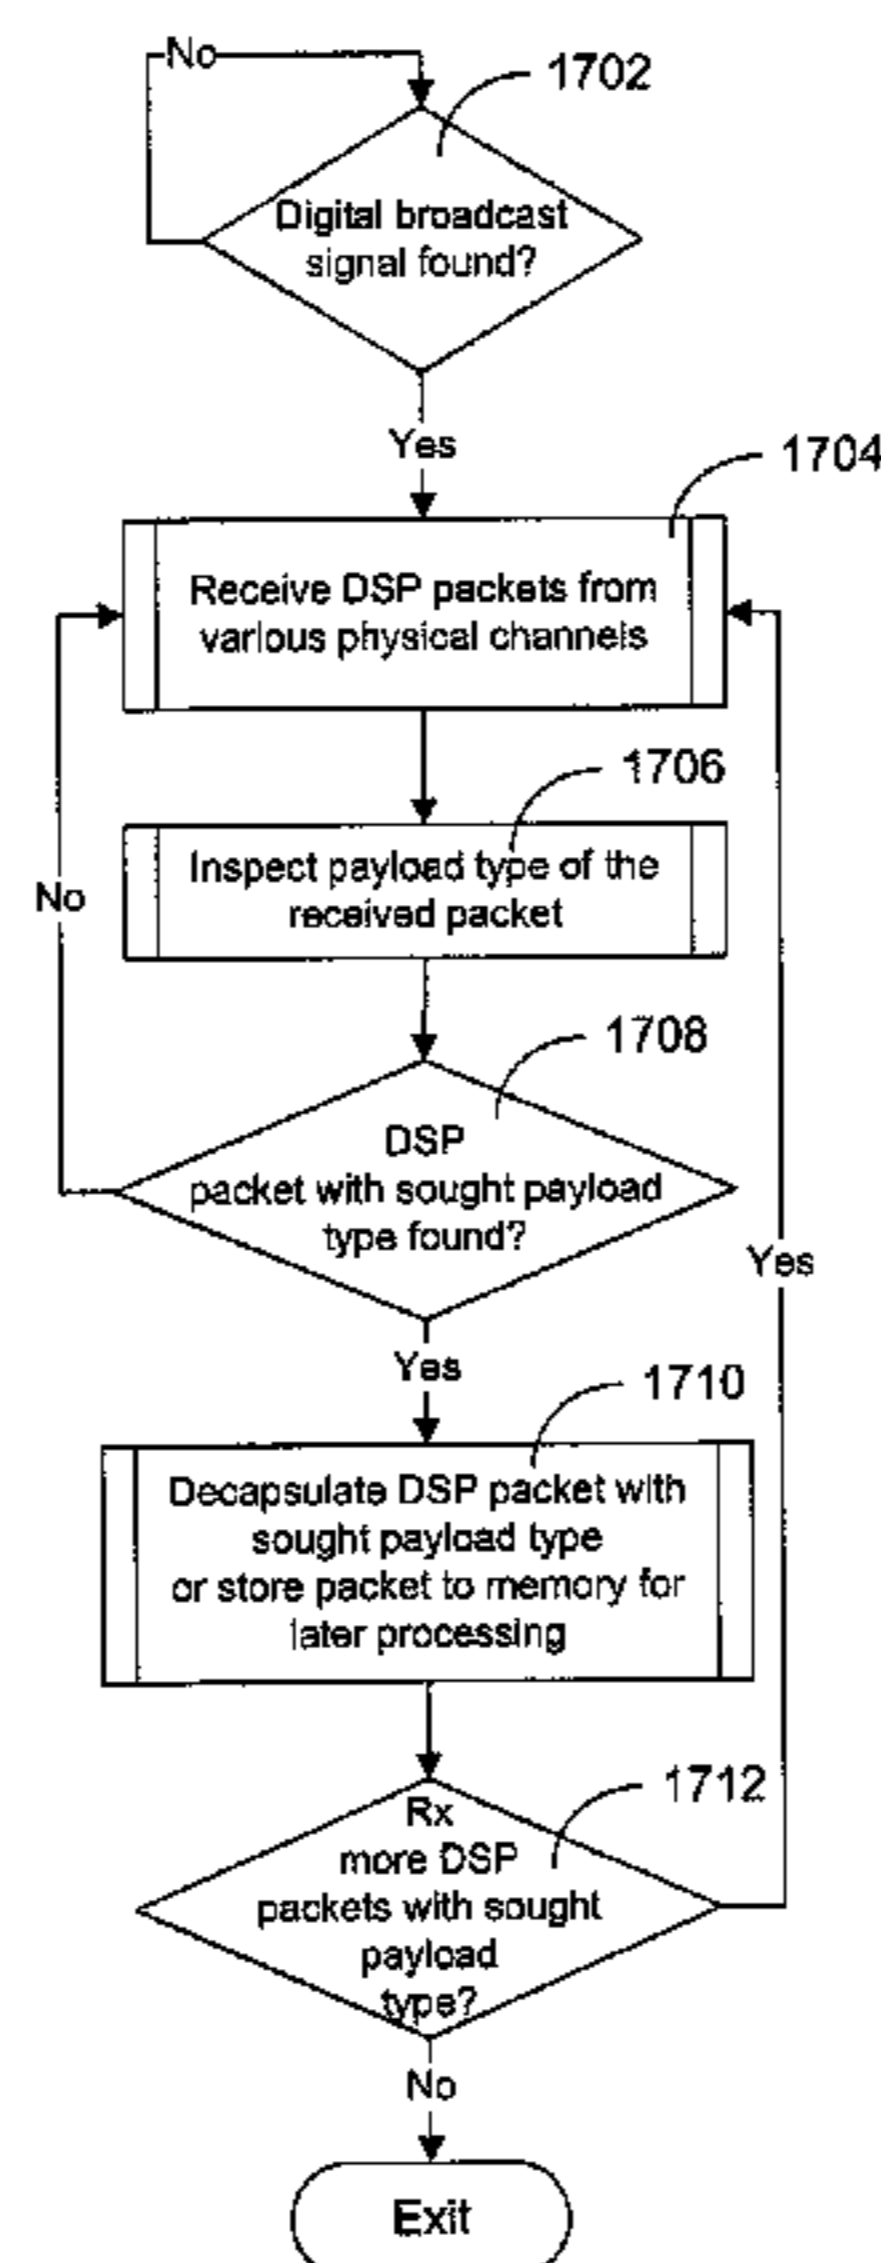 No
1702
Digital broadcast
signal found?
Yes
1704
Receive DSP packets from
various physical channels
1706
Inspect payload type of the
received packet
No
1708
DSP
packet with sought payload
type found?
Yes
Yes
1710
Decapsulate DSP packet with
sought payload type
or store packet to memory for
later processing
1712
Rx
more DSP
packets with sought
payload
type?
No
Exit